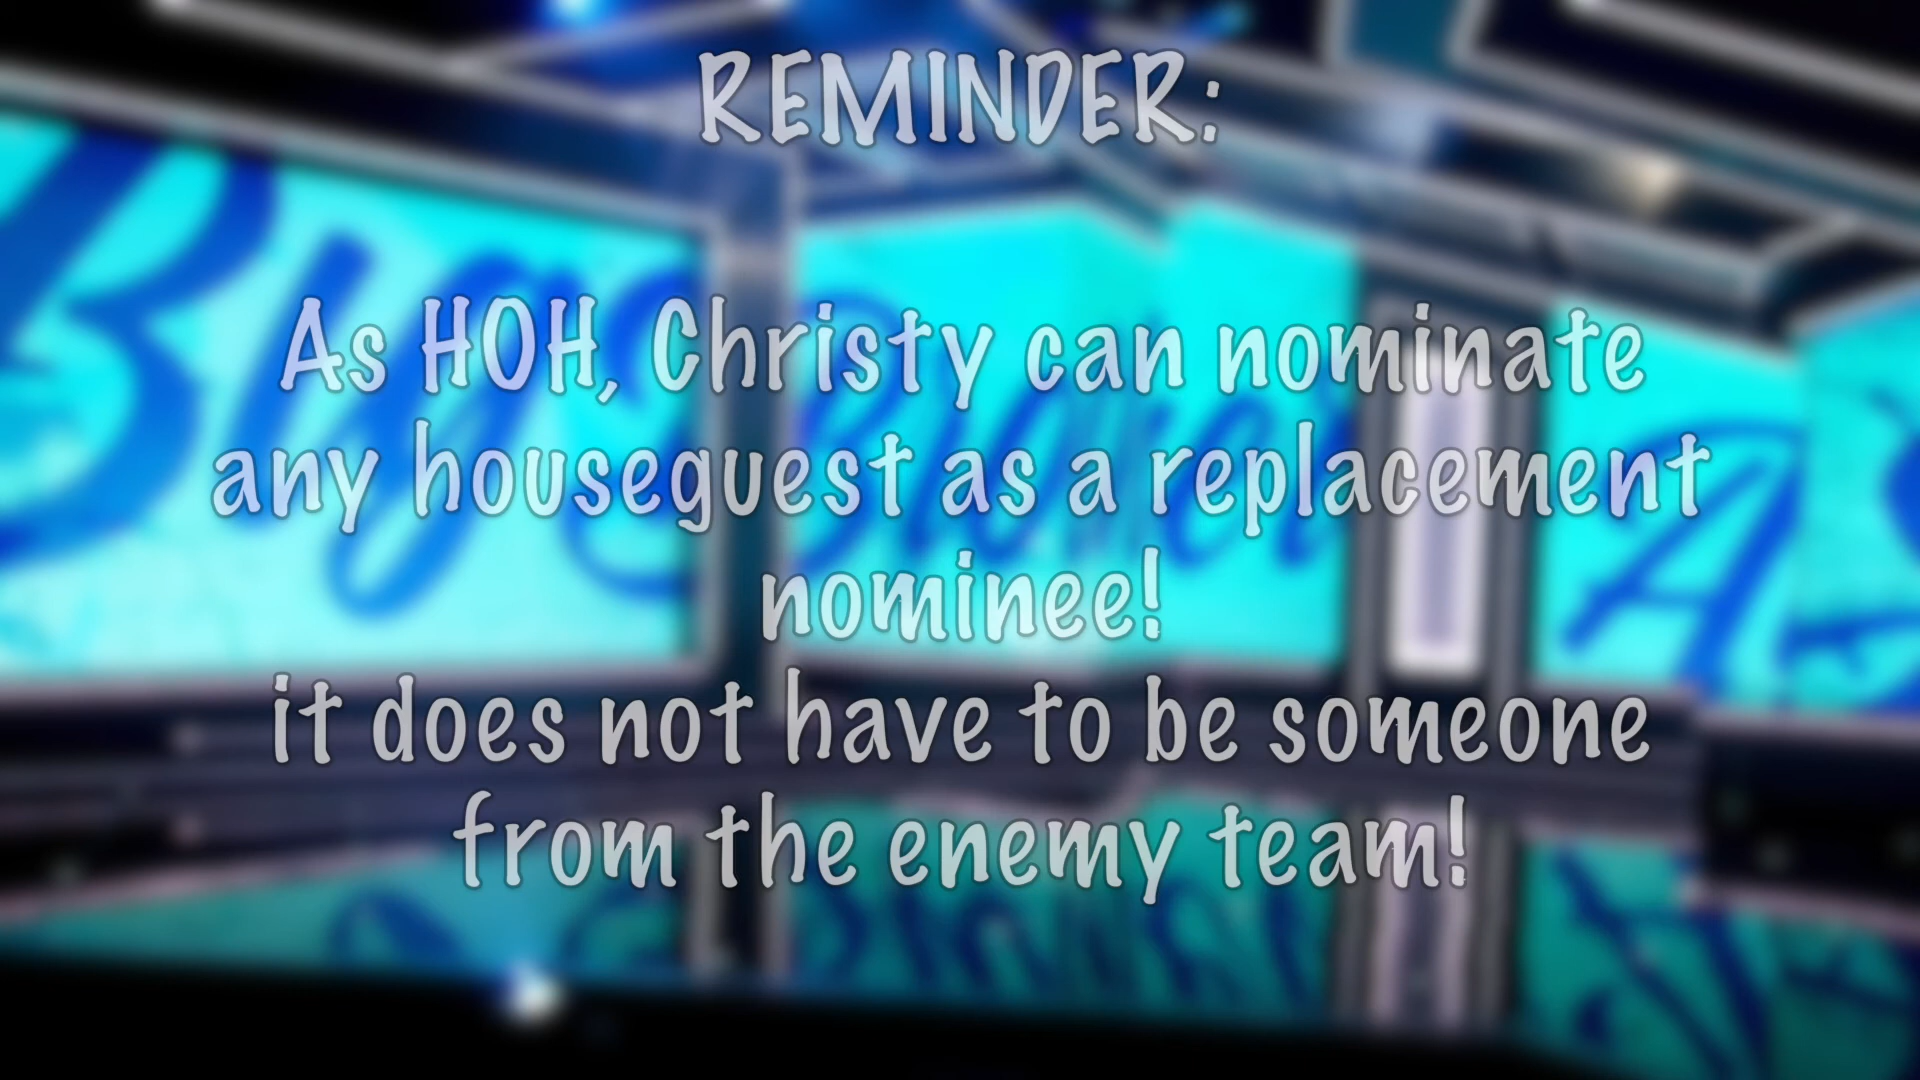 REMINDER:
As HOH, Christy can nominate
any houseguest as a replacement
nominee!
it does not have to be someone
from the enemy team!
Big